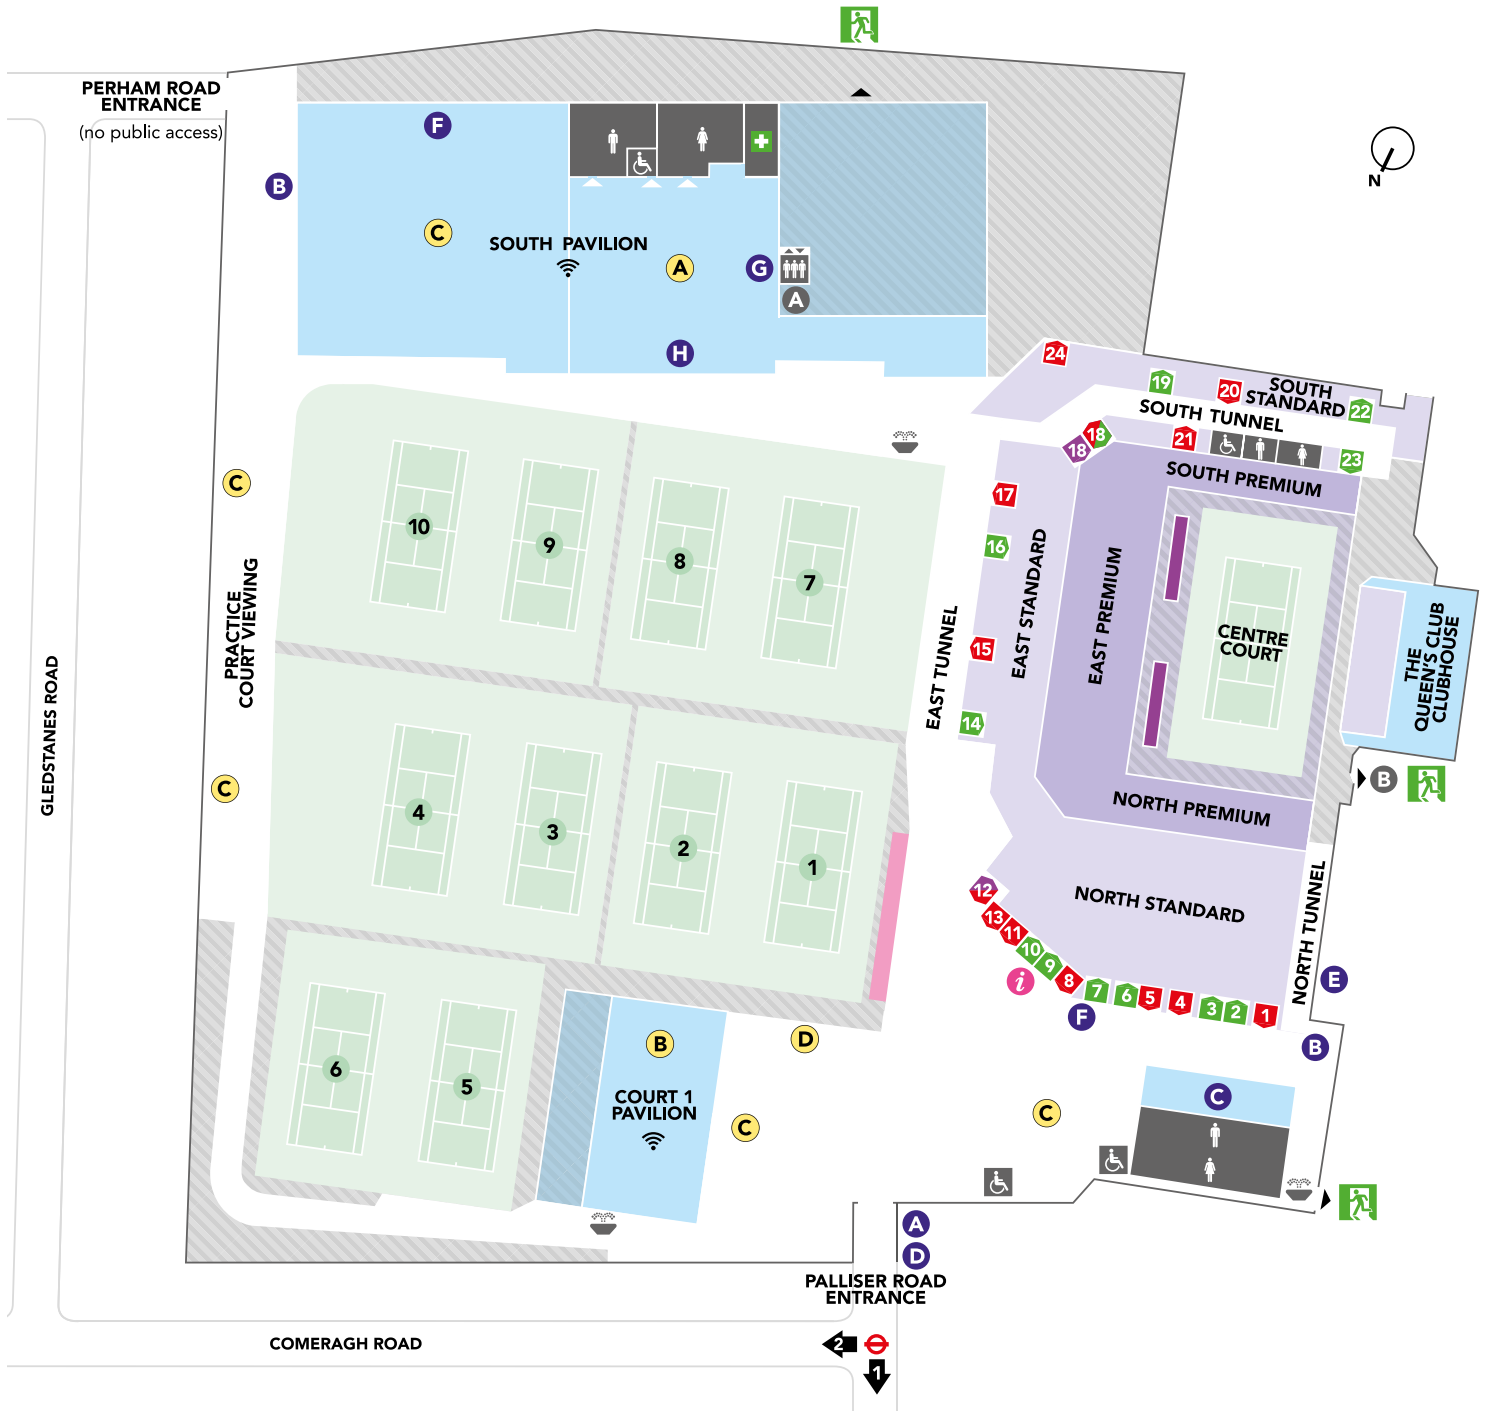 PERHAM ROAD
ENTRANCE
(no public access)
F
B
C
SOUTH PAVILION
A
G
A
H
N
24
19
20
SOUTH
STANDARD
22
SOUTH TUNNEL
18
18
21
23
SOUTH PREMIUM
17
16
15
14
EAST STANDARD
EAST TUNNEL
EAST PREMIUM
CENTRE
COURT
THE
QUEEN'S CLUB
CLUBHOUSE
B
NORTH PREMIUM
NORTH STANDARD
NORTH TUNNEL
C
10
9
8
7
PRACTICE
COURT VIEWING
GLEDSTANES ROAD
C
4
3
2
1
12
13
11
10
9
8
7
6
5
4
3
2
1
i
F
E
B
6
5
B
D
COURT 1
PAVILION
C
C
C
A
D
PALLISER ROAD
ENTRANCE
COMERAGH ROAD
2
1